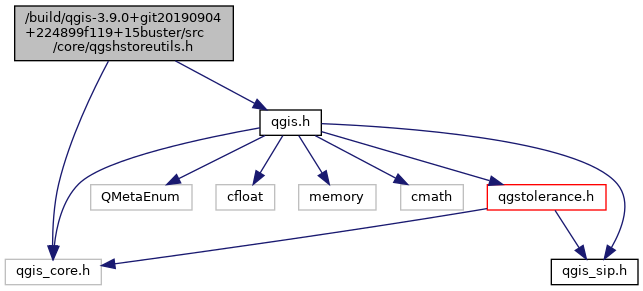 /build/qgis-3.9.0+git20190904
+224899f119+15buster/src
/core/qgshstoreutils.h
qgis.h
QMetaEnum
cfloat
memory
cmath
qgstolerance.h
qgis_core.h
qgis_sip.h